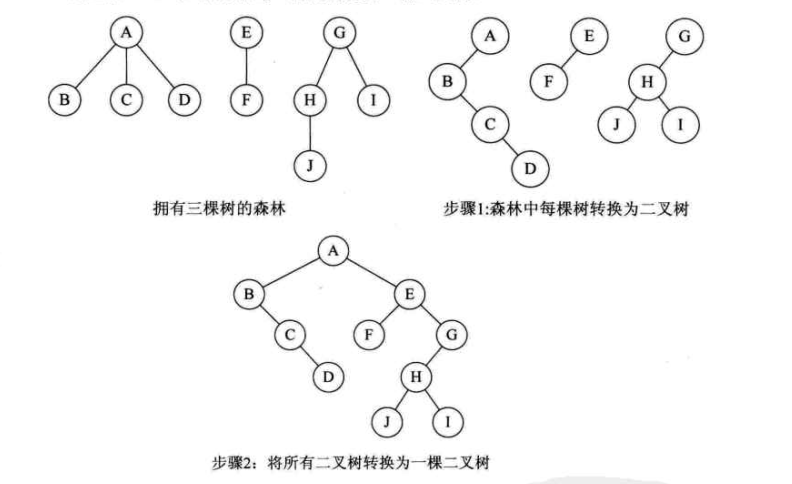 A E G A E G
B C D F H I B F H
J C J I
D
拥有三棵树的森林 步骤1:森林中每棵树转换为二叉树
A
B E
C F G
D H
J I
步骤2：将所有二叉树转换为一棵二叉树